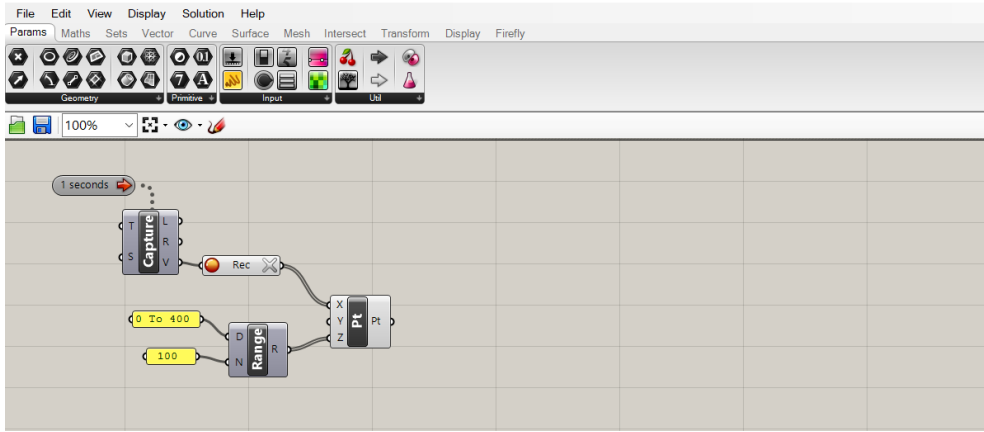 File Edit View Display Solution Help
Params Maths Sets Vector Curve Surface Mesh Intersect Transform Display Firefly
Geometry Primitive Input Util
100%
1 seconds
Capture
T
S
L
R
V
Rec
0 To 400
100
Range
D
N
R
Pt
X
Y
Z
Pt